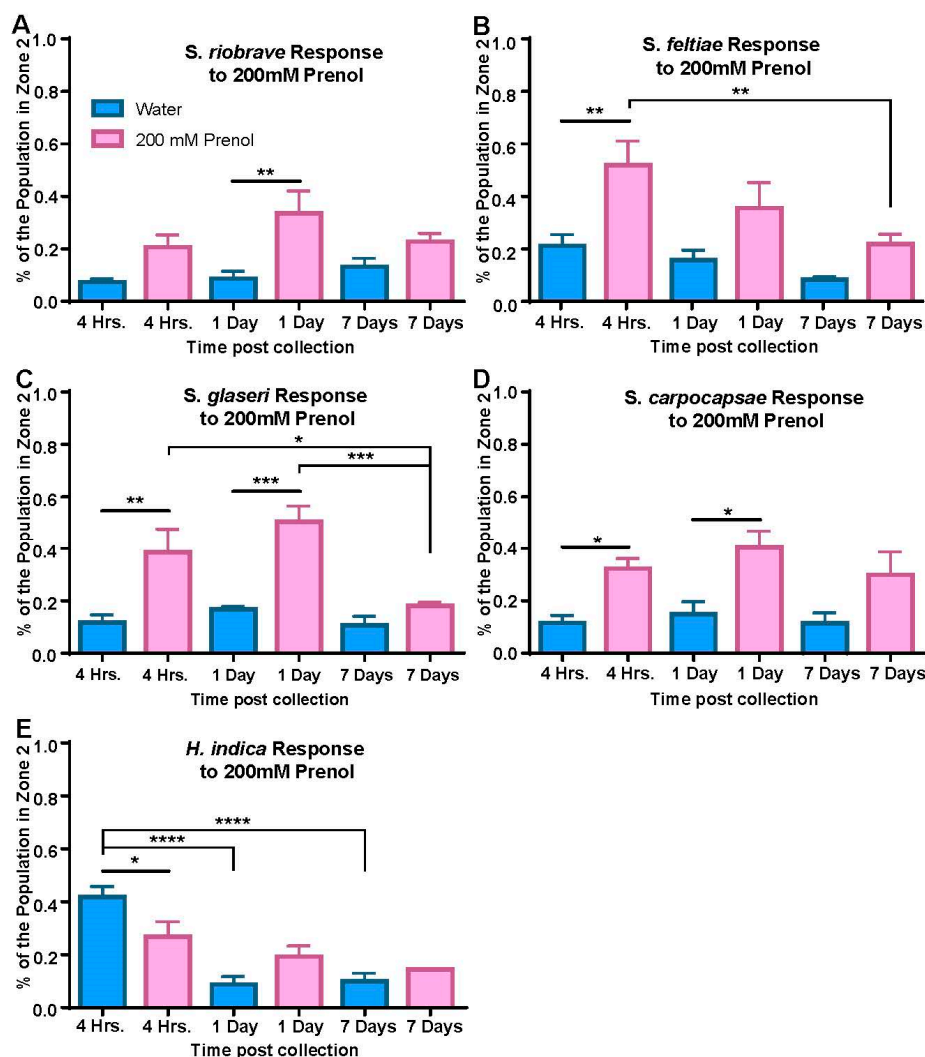 A
S. riobrave Response
to 200mM Prenol
Water
200 mM Prenol
**
1.0
0.8
0.6
0.4
0.2
0.0
% of the Population in Zone 2
4 Hrs. 4 Hrs. 1 Day 1 Day 7 Days 7 Days
Time post collection
B
S. feltiae Response
to 200mM Prenol
**
**
1.0
0.8
0.6
0.4
0.2
0.0
% of the Population in Zone 2
4 Hrs. 4 Hrs. 1 Day 1 Day 7 Days 7 Days
Time post collection
C
S. glaseri Response
to 200mM Prenol
*
***
***
**
1.0
0.8
0.6
0.4
0.2
0.0
% of the Population in Zone 2
4 Hrs. 4 Hrs. 1 Day 1 Day 7 Days 7 Days
Time post collection
D
S. carpocapsae Response
to 200mM Prenol
*
*
1.0
0.8
0.6
0.4
0.2
0.0
% of the Population in Zone 2
4 Hrs. 4 Hrs. 1 Day 1 Day 7 Days 7 Days
Time post collection
E
H. indica Response
to 200mM Prenol
****
****
*
1.0
0.8
0.6
0.4
0.2
0.0
% of the Population in Zone 2
4 Hrs. 4 Hrs. 1 Day 1 Day 7 Days 7 Days
Time post collection